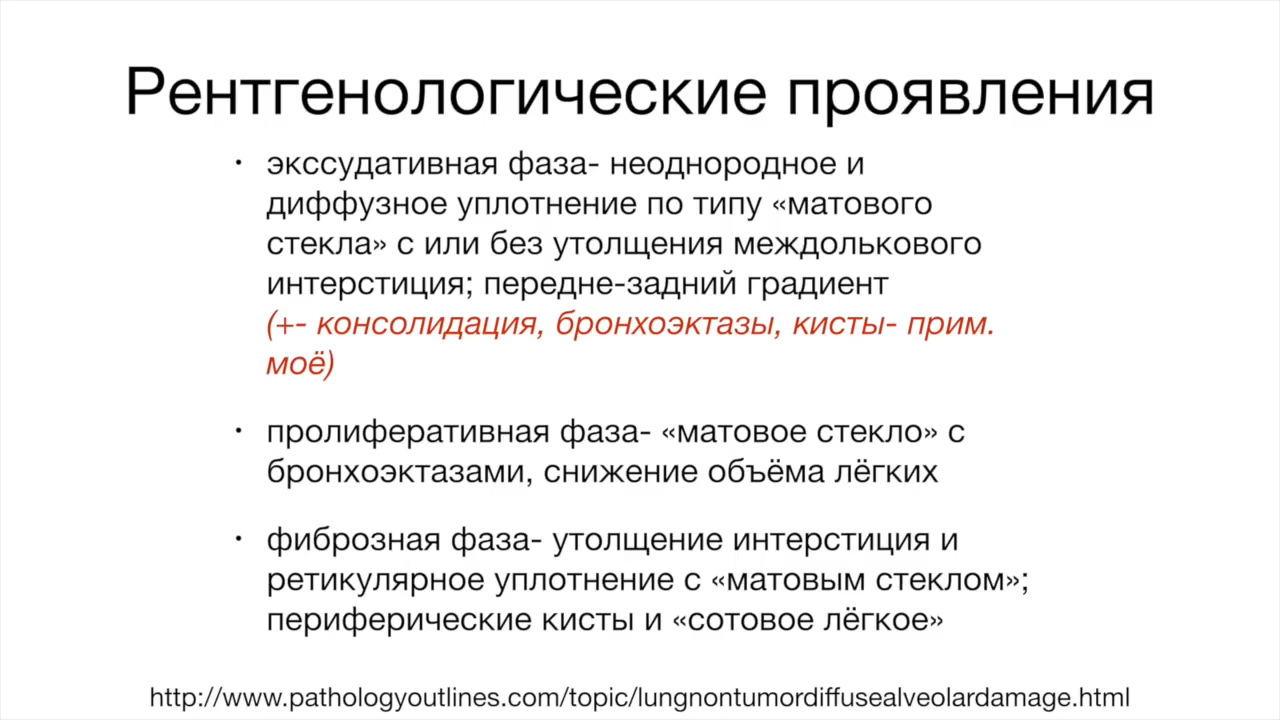 Рентгенологические проявления
• экссудативная фаза- неоднородное и
диффузное уплотнение по типу «матового
стекла» с или без утолщения междолькового
интерстиция; передне-задний градиент
(+- консолидация, бронхоэктазы, кисты- прим.
моё)
• пролиферативная фаза- «матовое стекло» с
бронхоэктазами, снижение объёма лёгких
• фиброзная фаза- утолщение интерстиция и
ретикулярное уплотнение с «матовым стеклом»;
периферические кисты и «сотовое лёгкое»
http://www.pathologyoutlines.com/topic/lungnontumordiffusealveolardamage.html